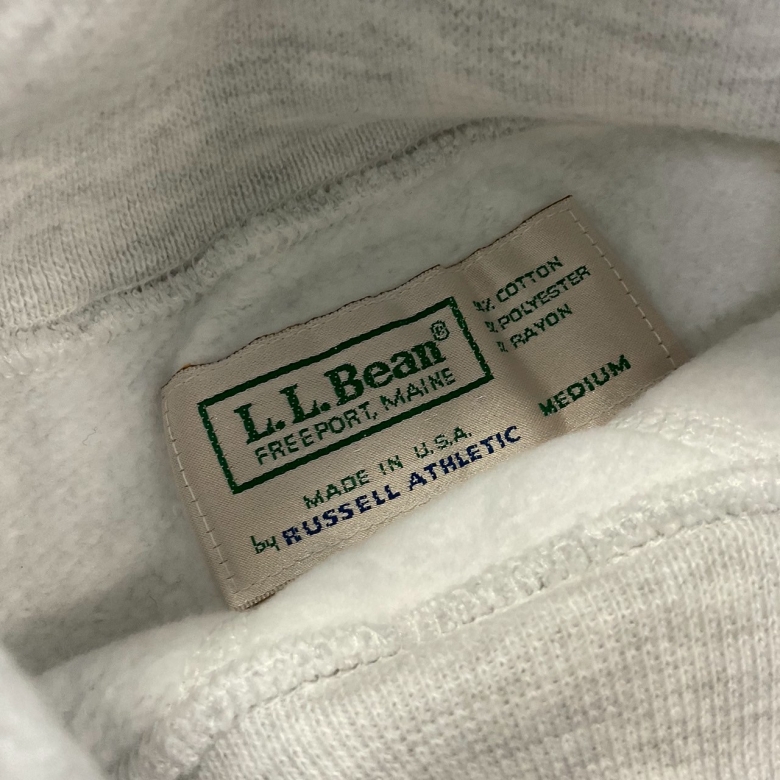 L.L.Bean®
FREEPORT, MAINE
MADE IN U.S.A.
by RUSSELL ATHLETIC
% COTTON
% POLYESTER
% RAYON
MEDIUM